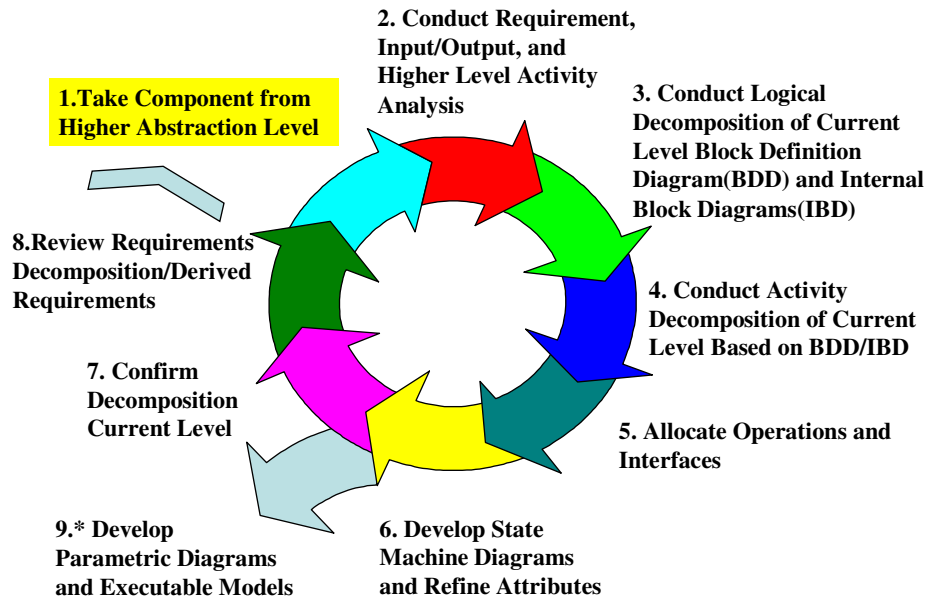 1.Take Component from
Higher Abstraction Level
2. Conduct Requirement,
Input/Output, and
Higher Level Activity
Analysis
3. Conduct Logical
Decomposition of Current
Level Block Definition
Diagram(BDD) and Internal
Block Diagrams(IBD)
4. Conduct Activity
Decomposition of Current
Level Based on BDD/IBD
5. Allocate Operations and
Interfaces
6. Develop State
Machine Diagrams
and Refine Attributes
7. Confirm
Decomposition
Current Level
8.Review Requirements
Decomposition/Derived
Requirements
9.* Develop
Parametric Diagrams
and Executable Models